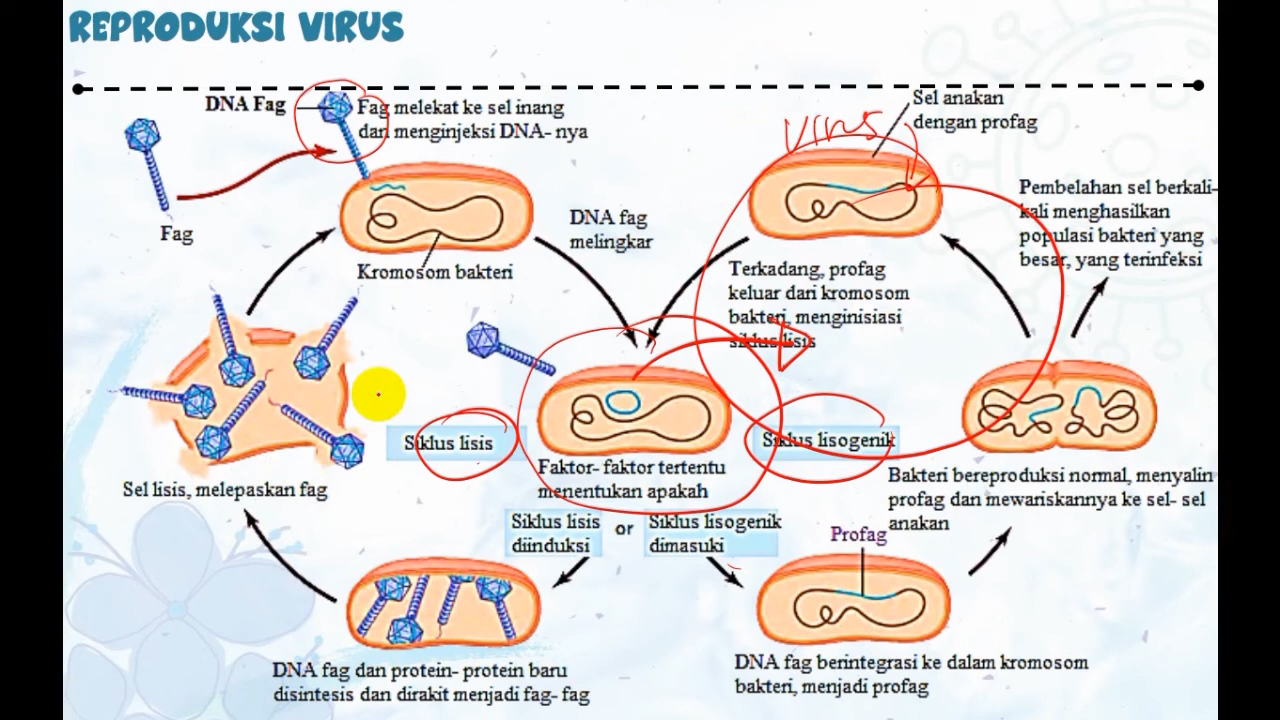 REPRODUKSI VIRUS
DNA Fag
Fag melekat ke sel inang
dan menginjeksi DNA- nya
Fag
Kromosom bakteri
DNA fag
melingkar
virus
Sel anakan
dengan profag
Pembelahan sel berkali-
kali menghasilkan
populasi bakteri yang
besar, yang terinfeksi
Terkadang, profag
keluar dari kromosom
bakteri, menginisiasi
siklus lisis
Siklus lisis
Siklus lisogenik
Sel lisis, melepaskan fag
Faktor- faktor tertentu
menentukan apakah
Siklus lisis
diinduksi
or
Siklus lisogenik
dimasuki
Bakteri bereproduksi normal, menyalin
profag dan mewariskannya ke sel- sel
anakan
Profag
DNA fag dan protein- protein baru
disintesis dan dirakit menjadi fag- fag
DNA fag berintegrasi ke dalam kromosom
bakteri, menjadi profag